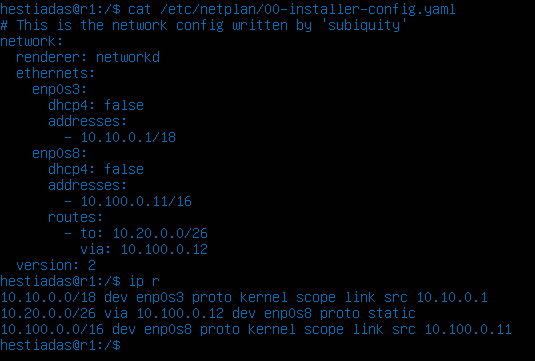 hestiadas@r1:/$ cat /etc/netplan/00-installer-config.yaml
# This is the network config written by 'subiquity'
network:
  renderer: networkd
  ethernets:
    enp0s3:
      dhcp4: false
      addresses:
        - 10.10.0.1/18
    enp0s8:
      dhcp4: false
      addresses:
        - 10.100.0.11/16
      routes:
        - to: 10.20.0.0/26
          via: 10.100.0.12
  version: 2
hestiadas@r1:/$ ip r
10.10.0.0/18 dev enp0s3 proto kernel scope link src 10.10.0.1
10.20.0.0/26 via 10.100.0.12 dev enp0s8 proto static
10.100.0.0/16 dev enp0s8 proto kernel scope link src 10.100.0.11
hestiadas@r1:/$